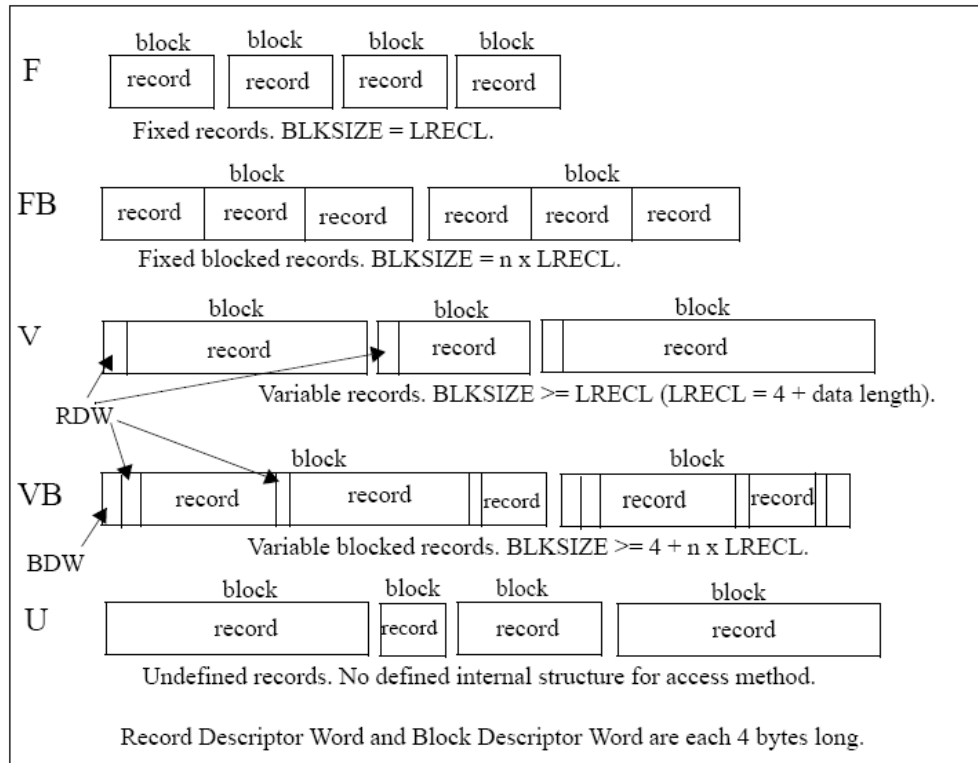 block block block block
F record record record record
Fixed records. BLKSIZE = LRECL.
block block
FB record record record record record record
Fixed blocked records. BLKSIZE = n x LRECL.
block block block
V record record record
Variable records. BLKSIZE >= LRECL (LRECL = 4 + data length).
RDW
block block
VB record record record record record
Variable blocked records. BLKSIZE >= 4 + n x LRECL.
BDW
block block block block
U record record record record
Undefined records. No defined internal structure for access method.
Record Descriptor Word and Block Descriptor Word are each 4 bytes long.